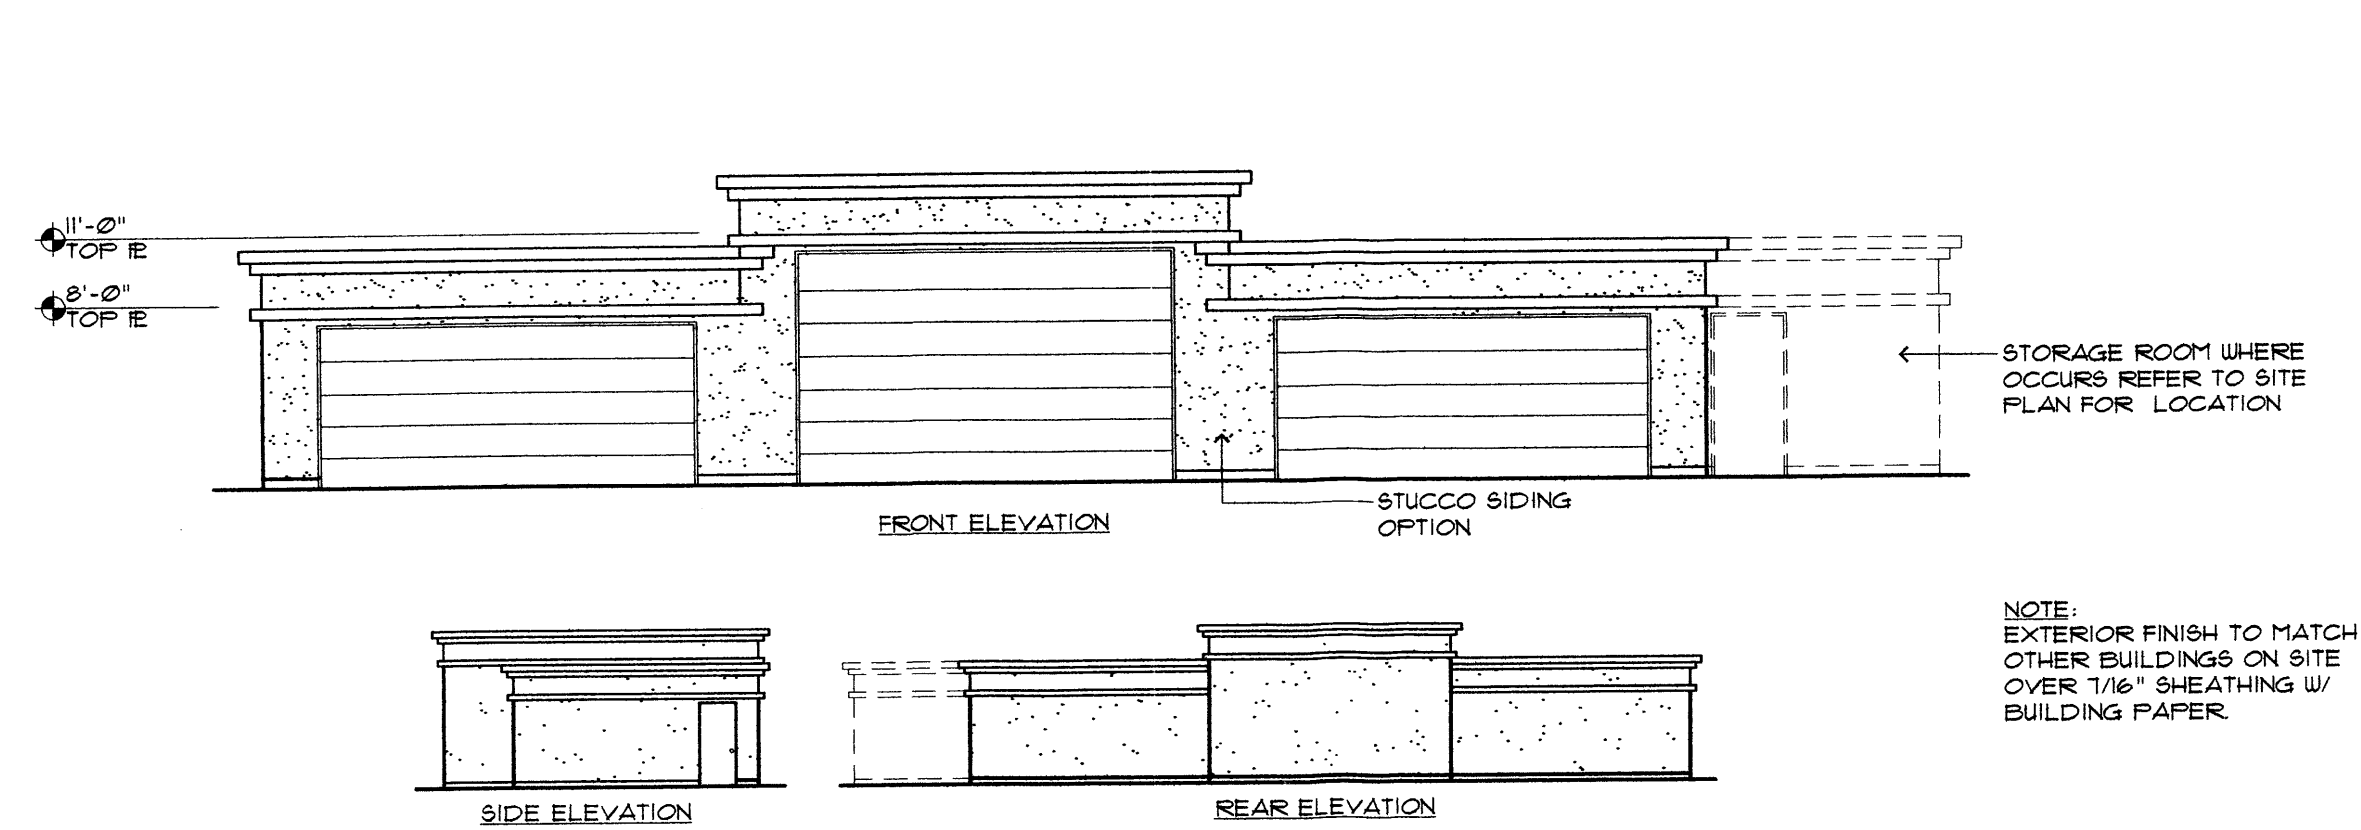 11'-0"
TOP PL
8'-0"
TOP PL
STORAGE ROOM WHERE
OCCURS REFER TO SITE
PLAN FOR LOCATION
STUCCO SIDING
OPTION
FRONT ELEVATION
NOTE:
EXTERIOR FINISH TO MATCH
OTHER BUILDINGS ON SITE
OVER 7/16" SHEATHING W/
BUILDING PAPER.
SIDE ELEVATION
REAR ELEVATION